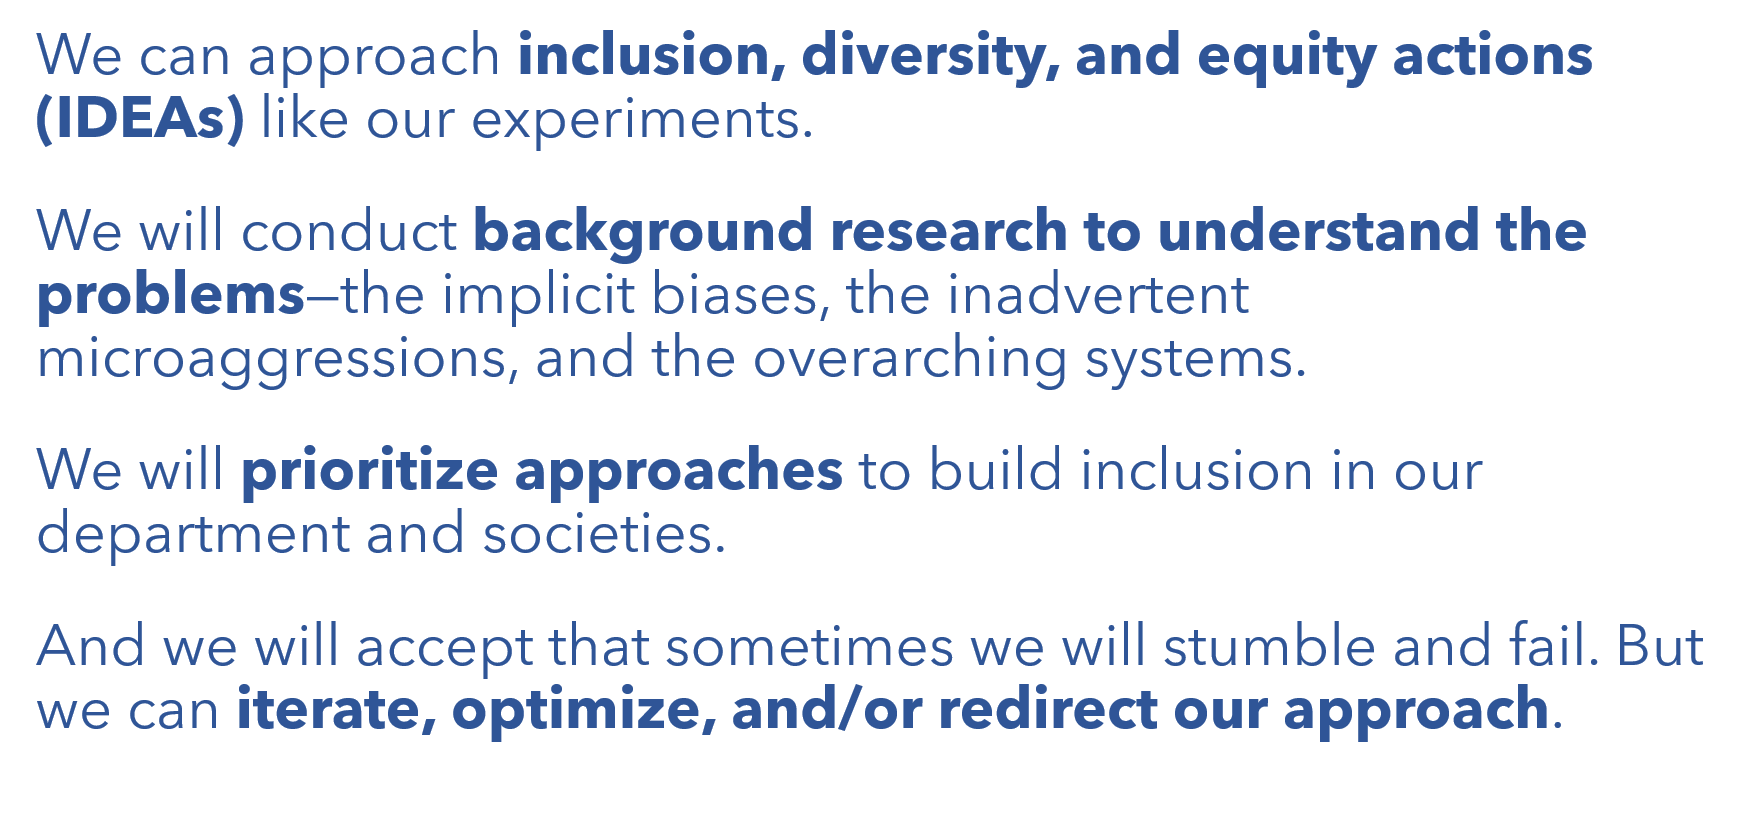 We can approach inclusion, diversity, and equity actions
(IDEAs) like our experiments.
We will conduct background research to understand the
problems—the implicit biases, the inadvertent
microaggressions, and the overarching systems.
We will prioritize approaches to build inclusion in our
department and societies.
And we will accept that sometimes we will stumble and fail. But
we can iterate, optimize, and/or redirect our approach.